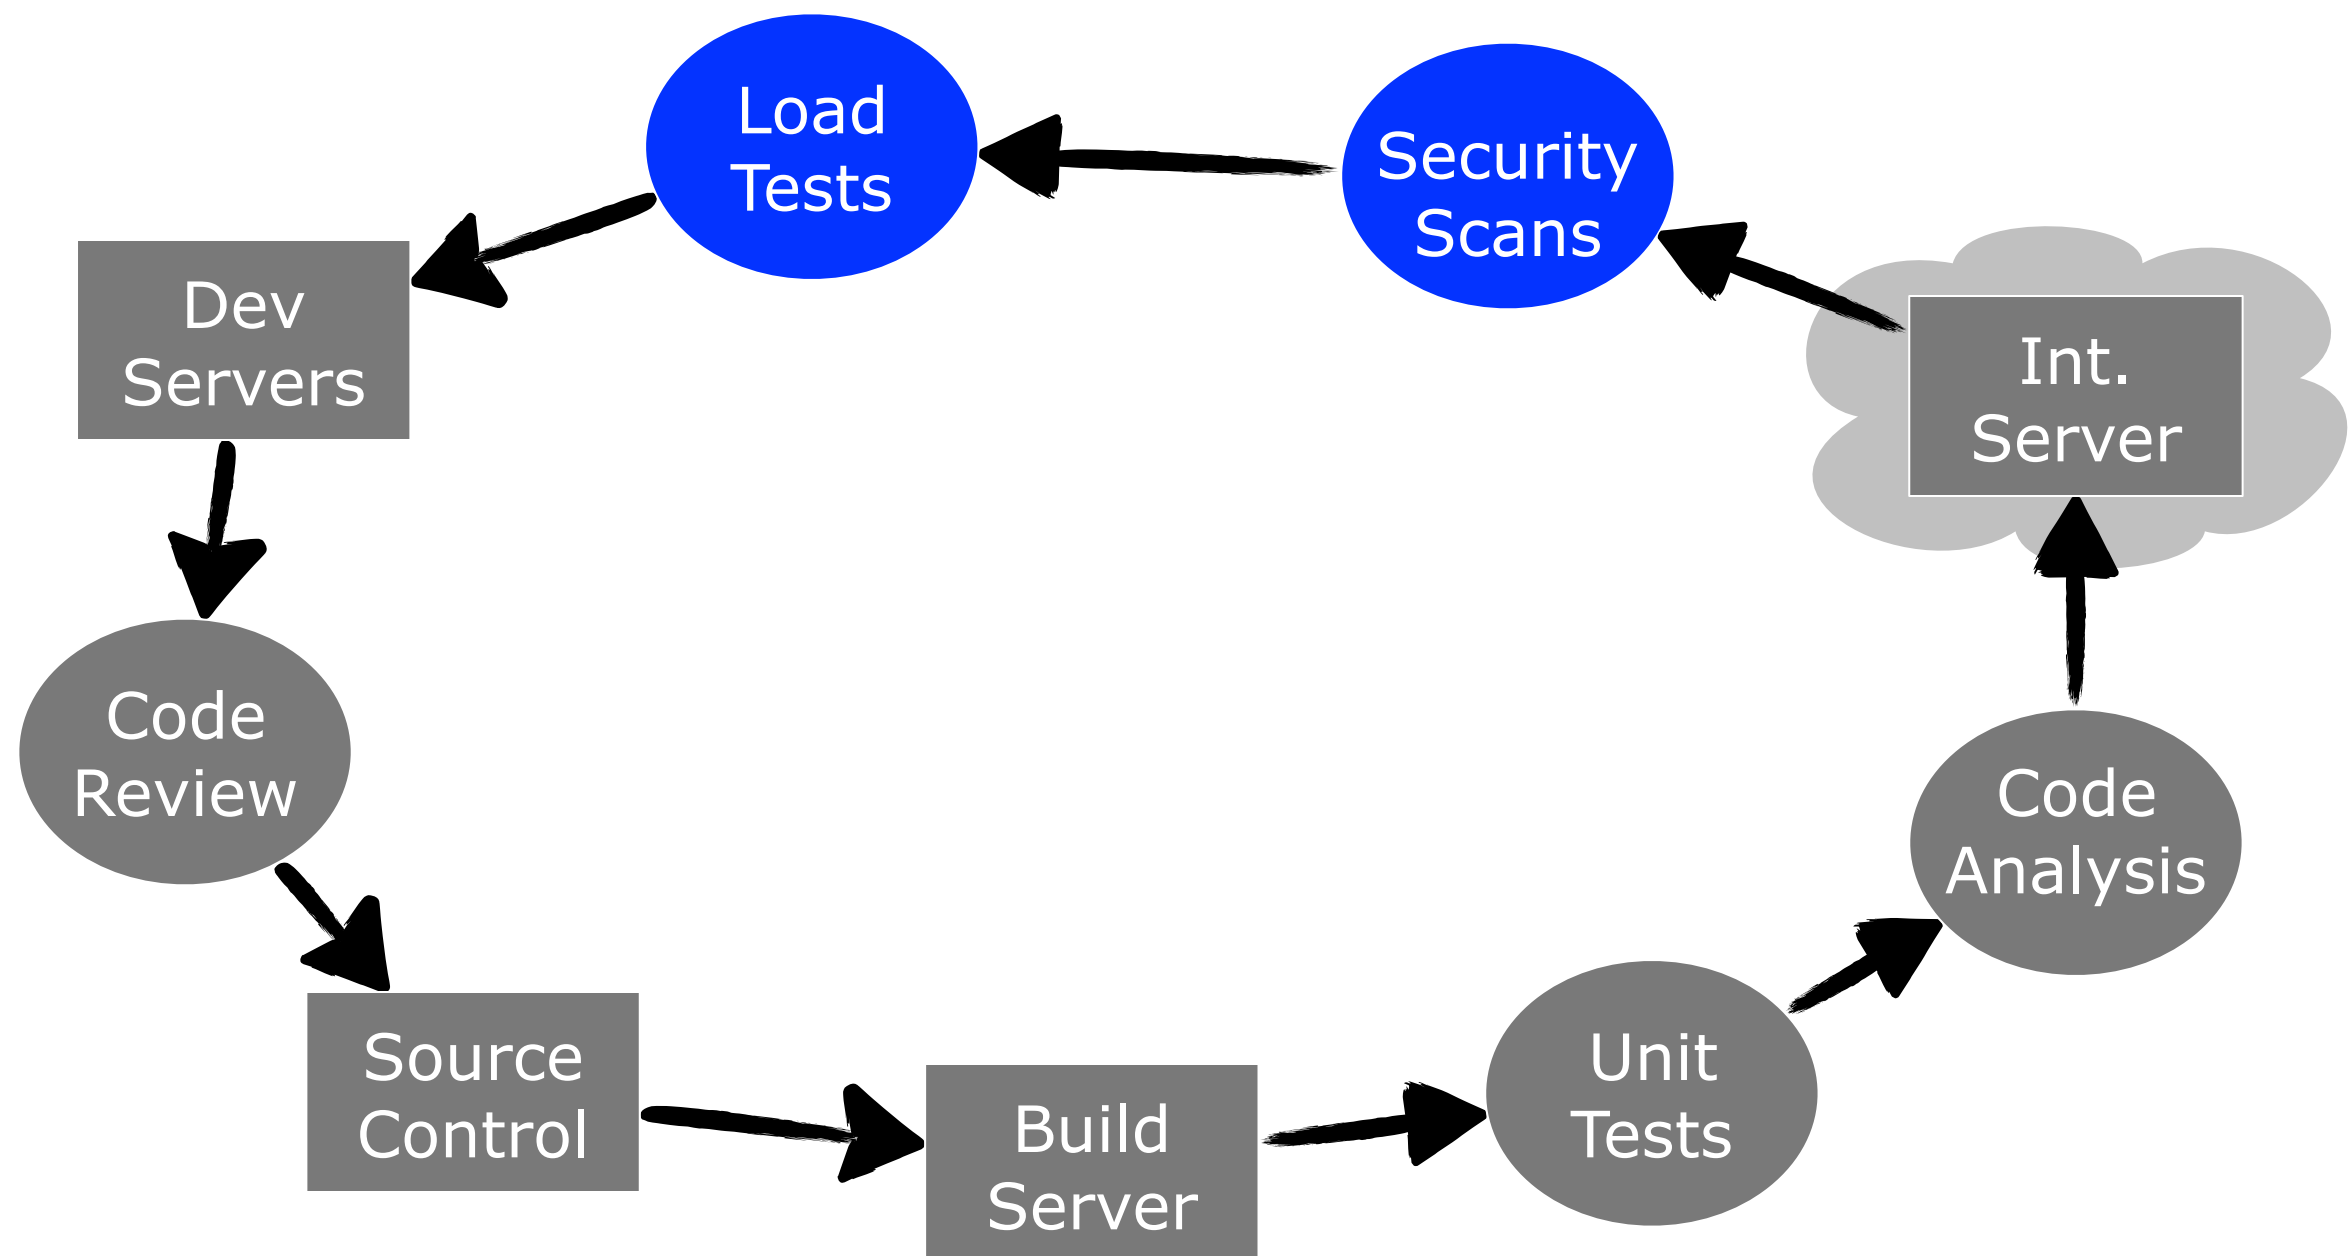 Load
Tests
Security
Scans
Dev
Servers
Int.
Server
Code
Review
Code
Analysis
Source
Control
Unit
Tests
Build
Server